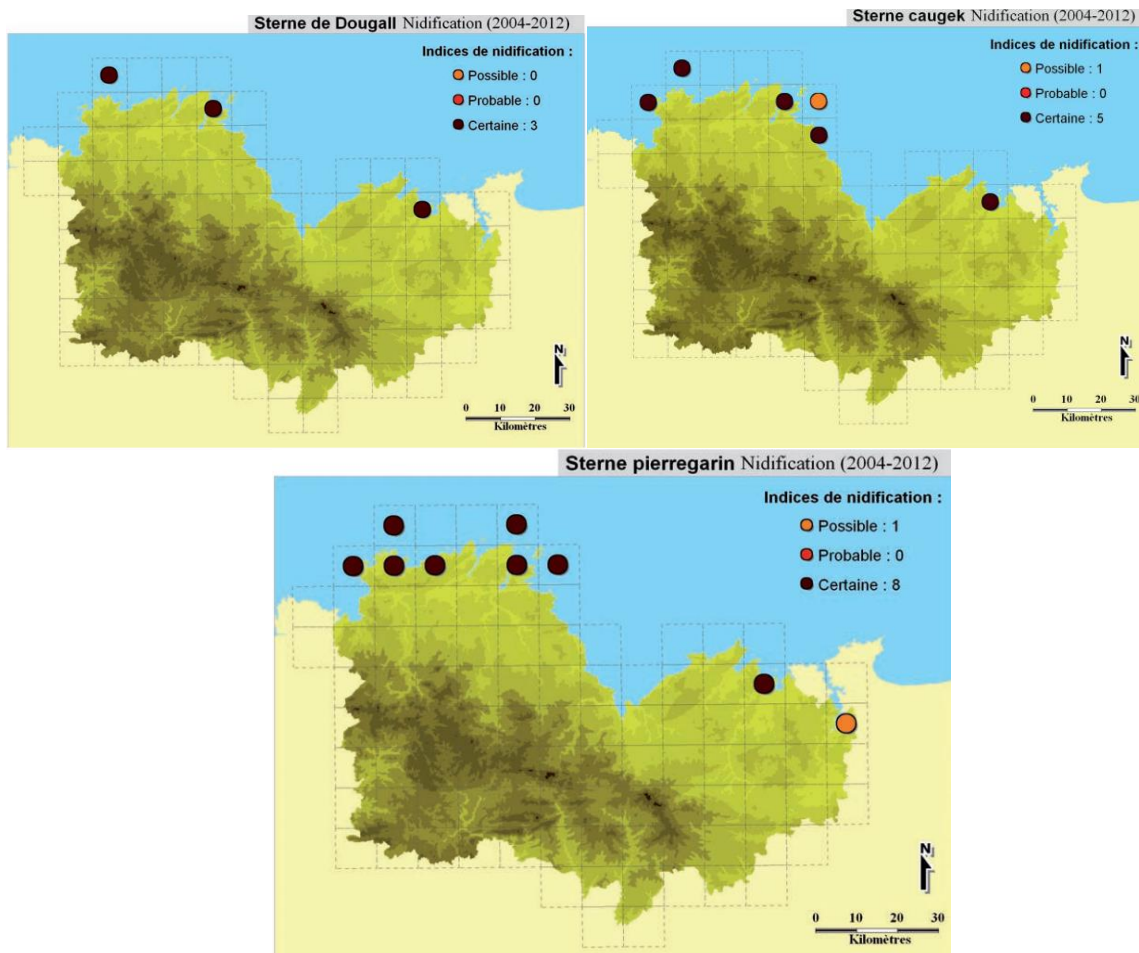 Sterne de Dougall Nidification (2004-2012)
Indices de nidification :
Possible : 0
Probable : 0
Certaine : 3
N
0 10 20 30
Kilomètres
Sterne caugek Nidification (2004-2012)
Indices de nidification :
Possible : 1
Probable : 0
Certaine : 5
N
0 10 20 30
Kilomètres
Sterne pierregarin Nidification (2004-2012)
Indices de nidification :
Possible : 1
Probable : 0
Certaine : 8
N
0 10 20 30
Kilomètres